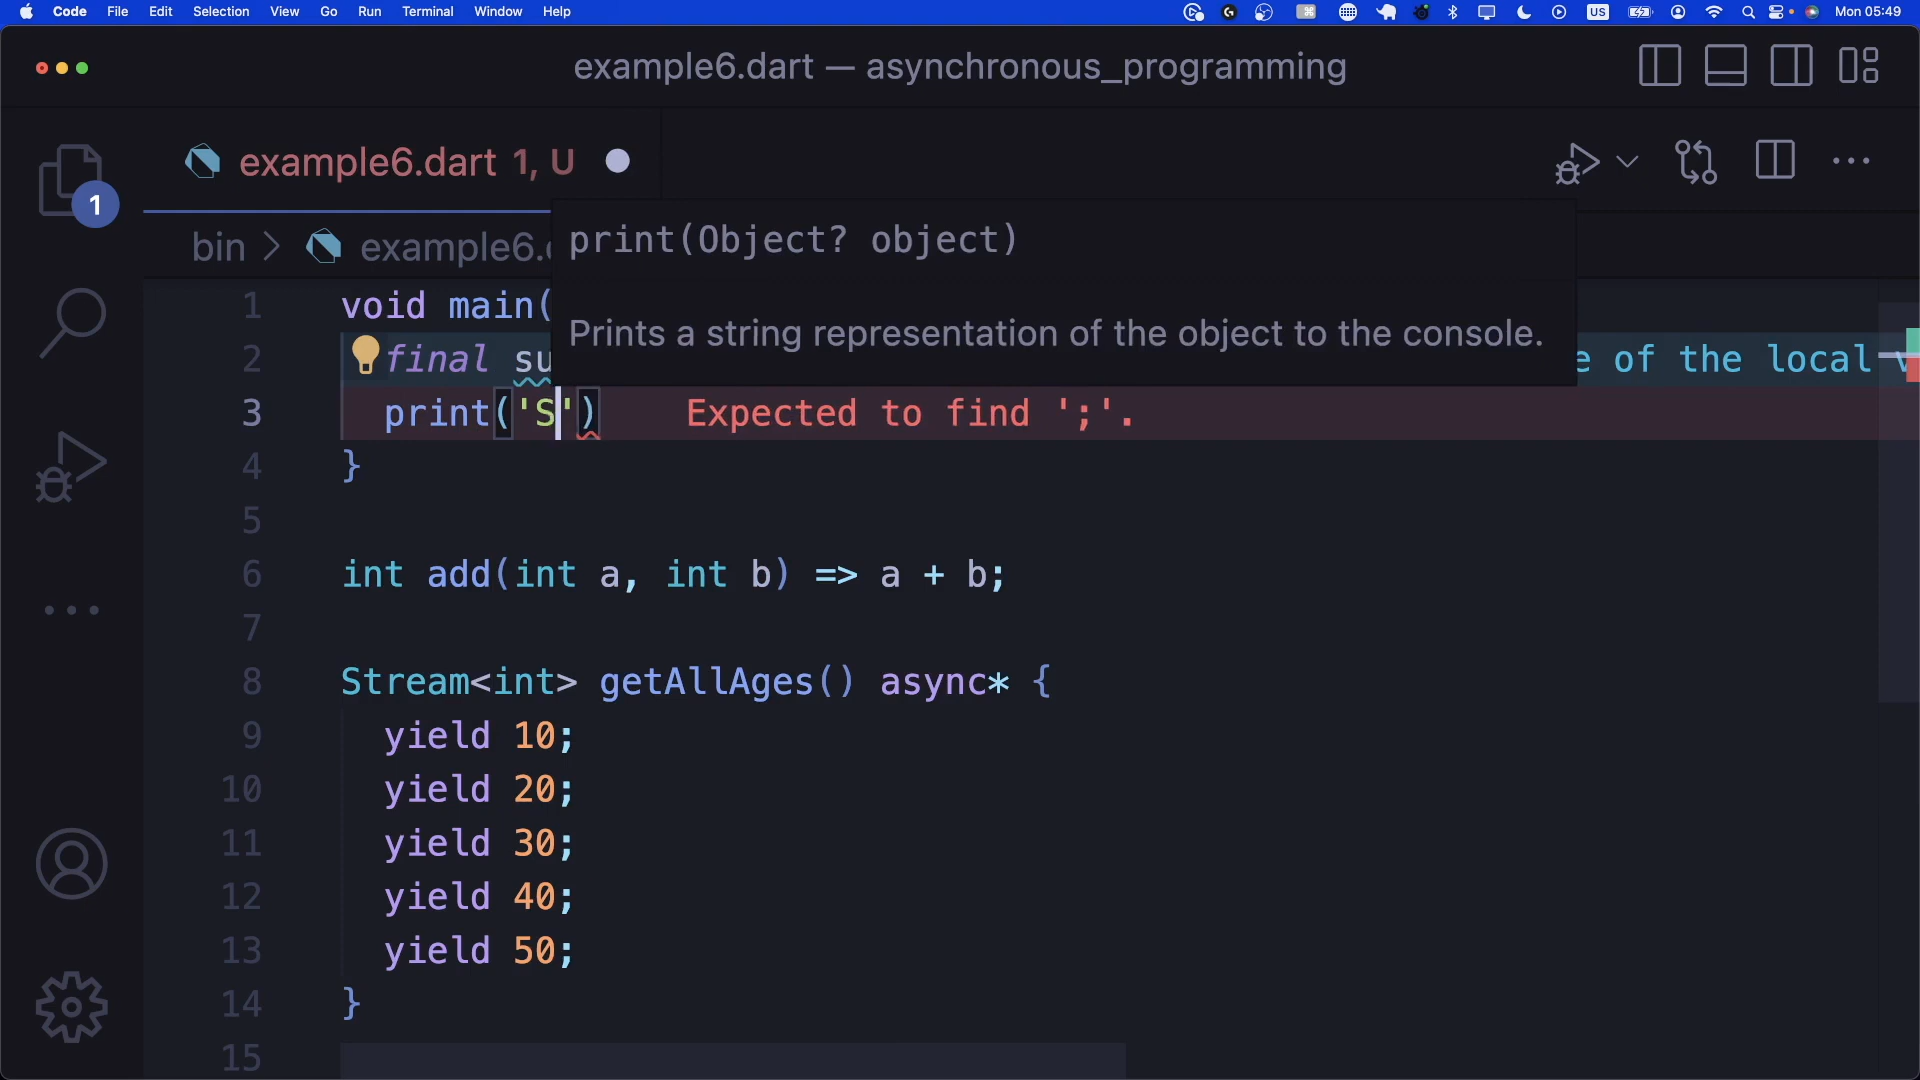 Code File Edit Selection View Go Run Terminal Window Help US Mon 05:49
example6.dart — asynchronous_programming
example6.dart 1, U
1
bin > example6.
print(Object? object)
Prints a string representation of the object to the console.
1 void main(
2 final su e of the local
3 print('S') Expected to find ';'.
4 }
5
6 int add(int a, int b) => a + b;
7
8 Stream<int> getAllAges() async* {
9 yield 10;
10 yield 20;
11 yield 30;
12 yield 40;
13 yield 50;
14 }
15